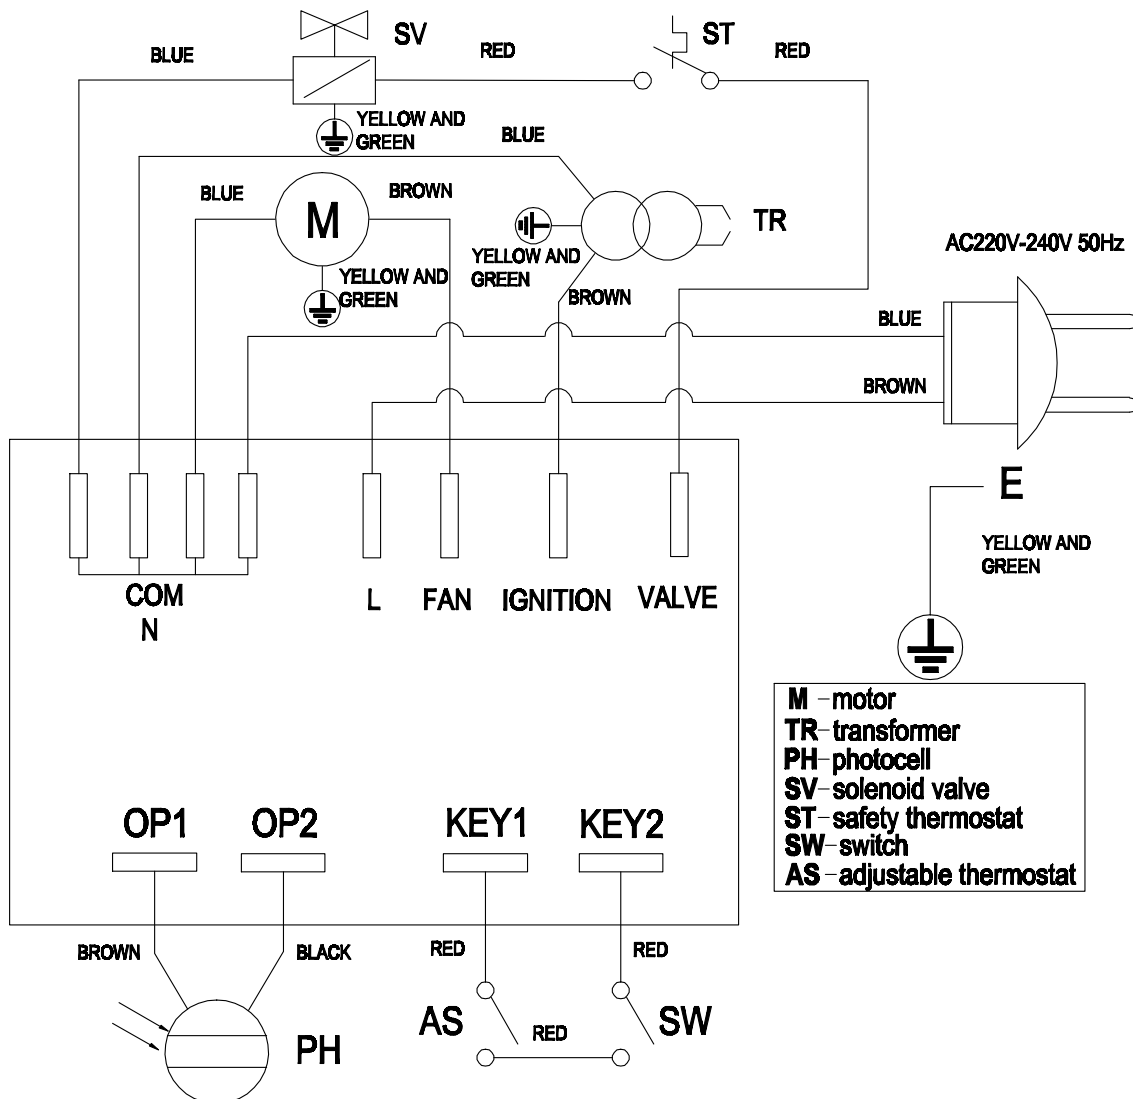 SV
ST
BLUE
RED
RED
YELLOW AND
GREEN
BLUE
BLUE
BROWN
M
TR
YELLOW AND
GREEN
YELLOW AND
GREEN
BROWN
AC220V-240V 50Hz
BLUE
BROWN
E
YELLOW AND
GREEN
COM
N
L
FAN
IGNITION
VALVE
M-motor
TR-transformer
PH-photocell
SV-solenoid valve
ST-safety thermostat
SW-switch
AS-adjustable thermostat
OP1
OP2
KEY1
KEY2
BROWN
BLACK
RED
RED
AS
RED
SW
PH